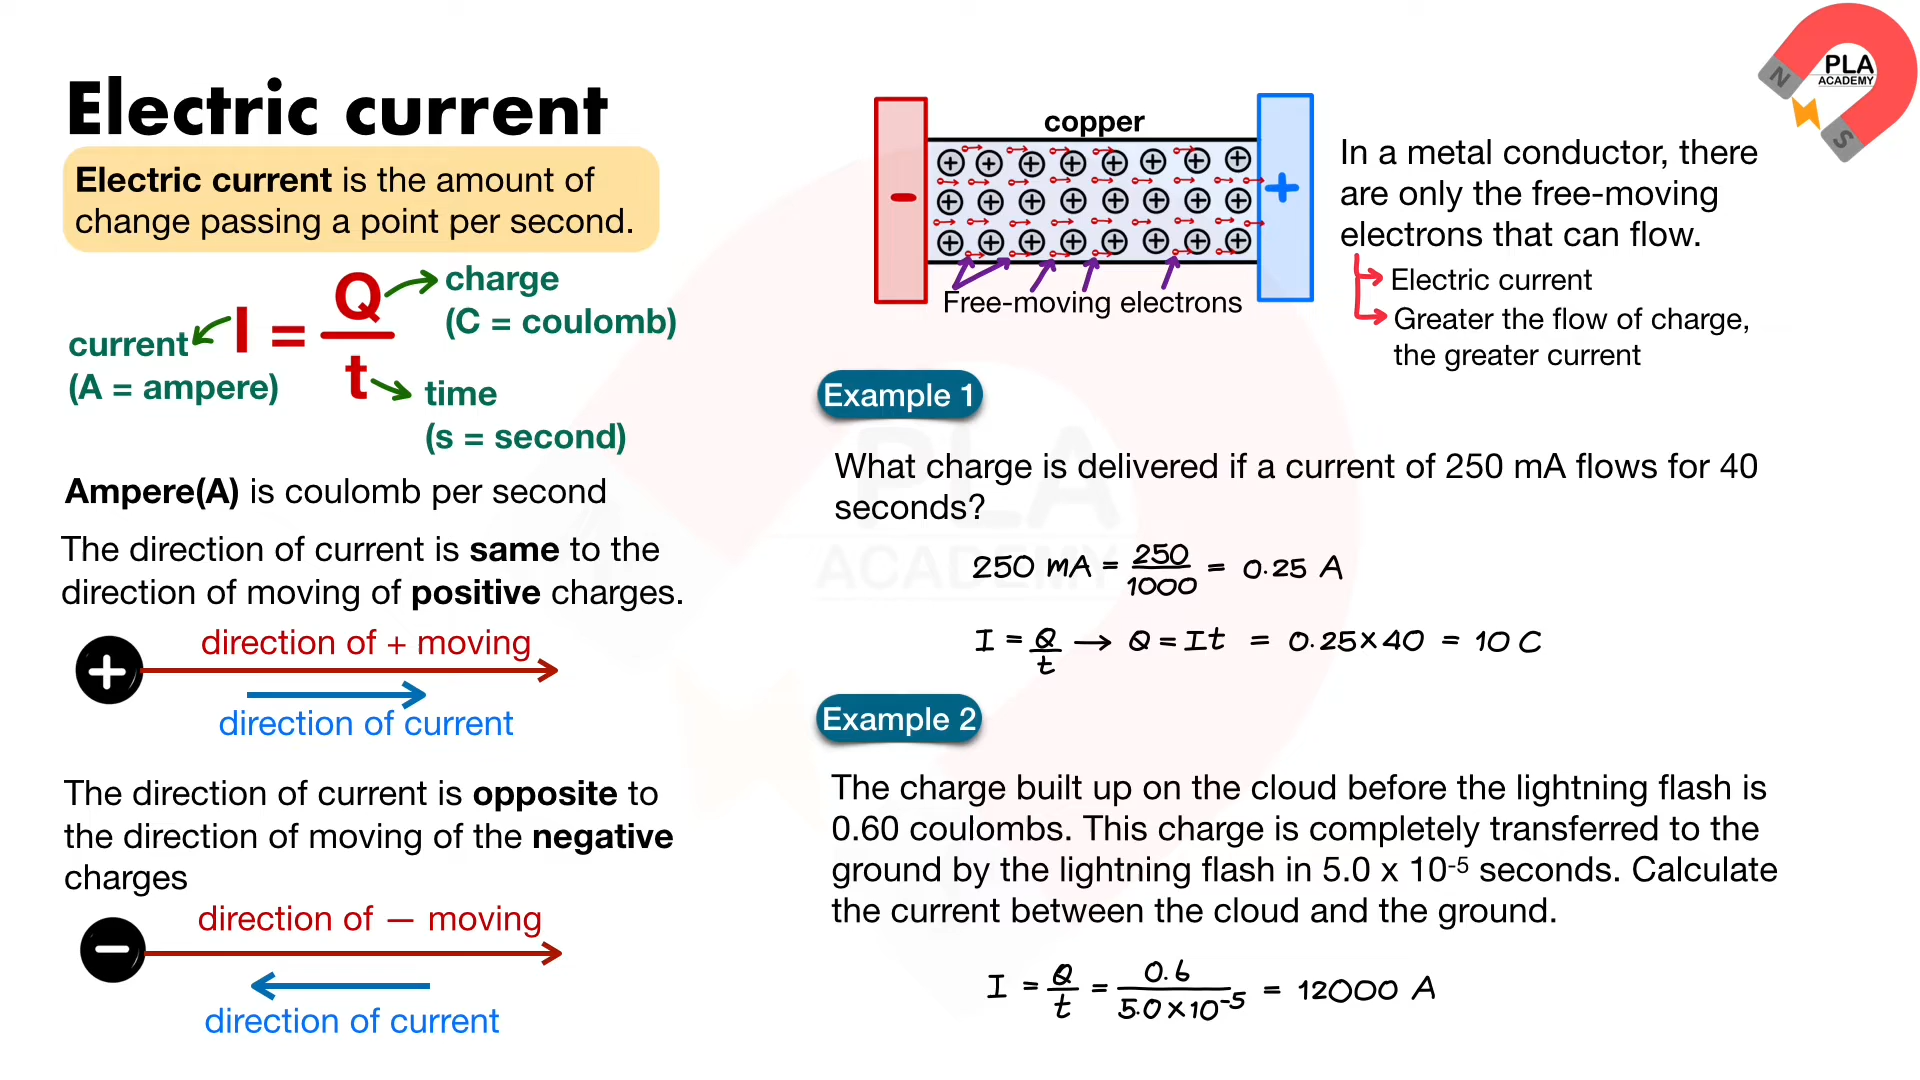 Electric current
Electric current is the amount of
change passing a point per second.
I = Q / t
charge
(C = coulomb)
current
(A = ampere)
time
(s = second)
Ampere(A) is coulomb per second
The direction of current is same to the
direction of moving of positive charges.
+
direction of + moving
direction of current
The direction of current is opposite to
the direction of moving of the negative
charges
−
direction of — moving
direction of current
copper
-
+
Free-moving electrons
In a metal conductor, there
are only the free-moving
electrons that can flow.
Electric current
Greater the flow of charge,
the greater current
N
S
PLA
ACADEMY
Example 1
What charge is delivered if a current of 250 mA flows for 40
seconds?
250 mA = 250/1000 = 0.25 A
I = Q/t → Q = It = 0.25×40 = 10 C
Example 2
The charge built up on the cloud before the lightning flash is
0.60 coulombs. This charge is completely transferred to the
ground by the lightning flash in 5.0 x 10⁻⁵ seconds. Calculate
the current between the cloud and the ground.
I = Q/t = 0.6/5.0×10⁻⁵ = 12000 A
PLA
ACADEMY